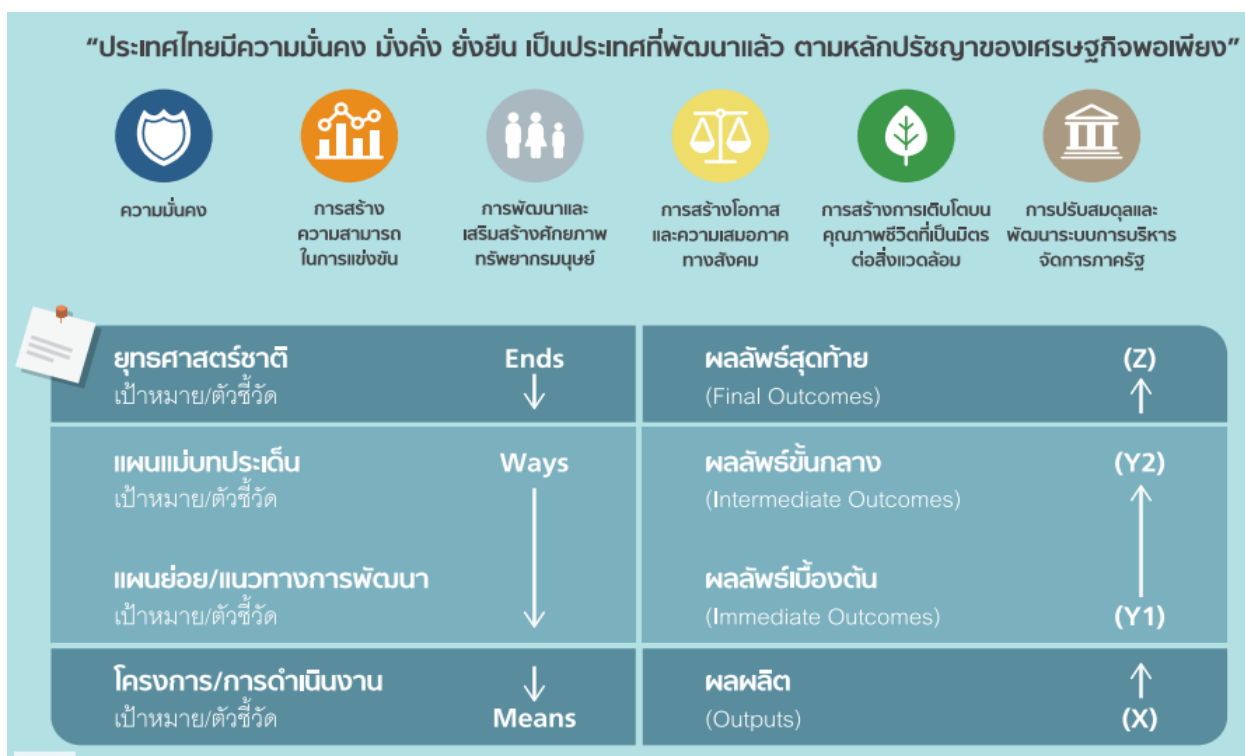 “ประเทศไทยมีความมั่นคง มั่งคั่ง ยั่งยืน เป็นประเทศที่พัฒนาแล้ว ตามหลักปรัชญาของเศรษฐกิจพอเพียง”
ความมั่นคง
การสร้าง
ความสามารถ
ในการแข่งขัน
การพัฒนาและ
เสริมสร้างศักยภาพ
ทรัพยากรมนุษย์
การสร้างโอกาส
และความเสมอภาค
ทางสังคม
การสร้างการเติบโตบน
คุณภาพชีวิตที่เป็นมิตร
ต่อสิ่งแวดล้อม
การปรับสมดุลและ
พัฒนาระบบการบริหาร
จัดการภาครัฐ
ยุทธศาสตร์ชาติ Ends
เป้าหมาย/ตัวชี้วัด
ผลลัพธ์สุดท้าย (Z)
(Final Outcomes)
แผนแม่บทประเด็น Ways
เป้าหมาย/ตัวชี้วัด
ผลลัพธ์ขั้นกลาง (Y2)
(Intermediate Outcomes)
แผนย่อย/แนวทางการพัฒนา
เป้าหมาย/ตัวชี้วัด
ผลลัพธ์เบื้องต้น
(Immediate Outcomes) (Y1)
โครงการ/การดำเนินงาน
เป้าหมาย/ตัวชี้วัด Means
ผลผลิต
(Outputs) (X)